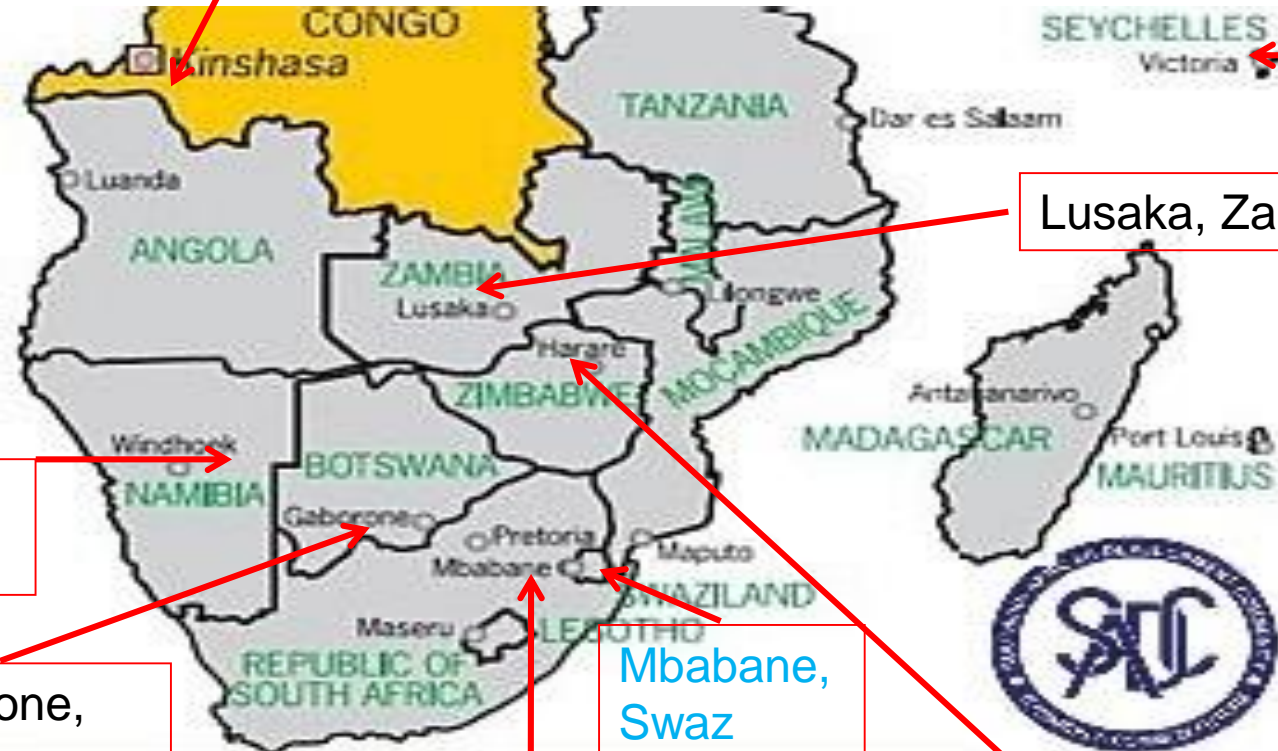 CONGO
Kinshasa
SEYCHELLES
Victoria
TANZANIA
Dar es Salaam
Luanda
Lusaka, Za
ANGOLA
ZAMBIA
MALAWI
Lusaka
Lilongwe
MOÇAMBIQUE
Harare
ZIMBABWE
Antananarivo
MADAGASCAR
Port Louis
MAURITIUS
Windhoek
NAMIBIA
BOTSWANA
Gaborone
Pretoria
Maputo
Mbabane
SWAZILAND
Maseru
LESOTHO
REPUBLIC OF
SOUTH AFRICA
Mbabane,
Swaz
one,
SADC